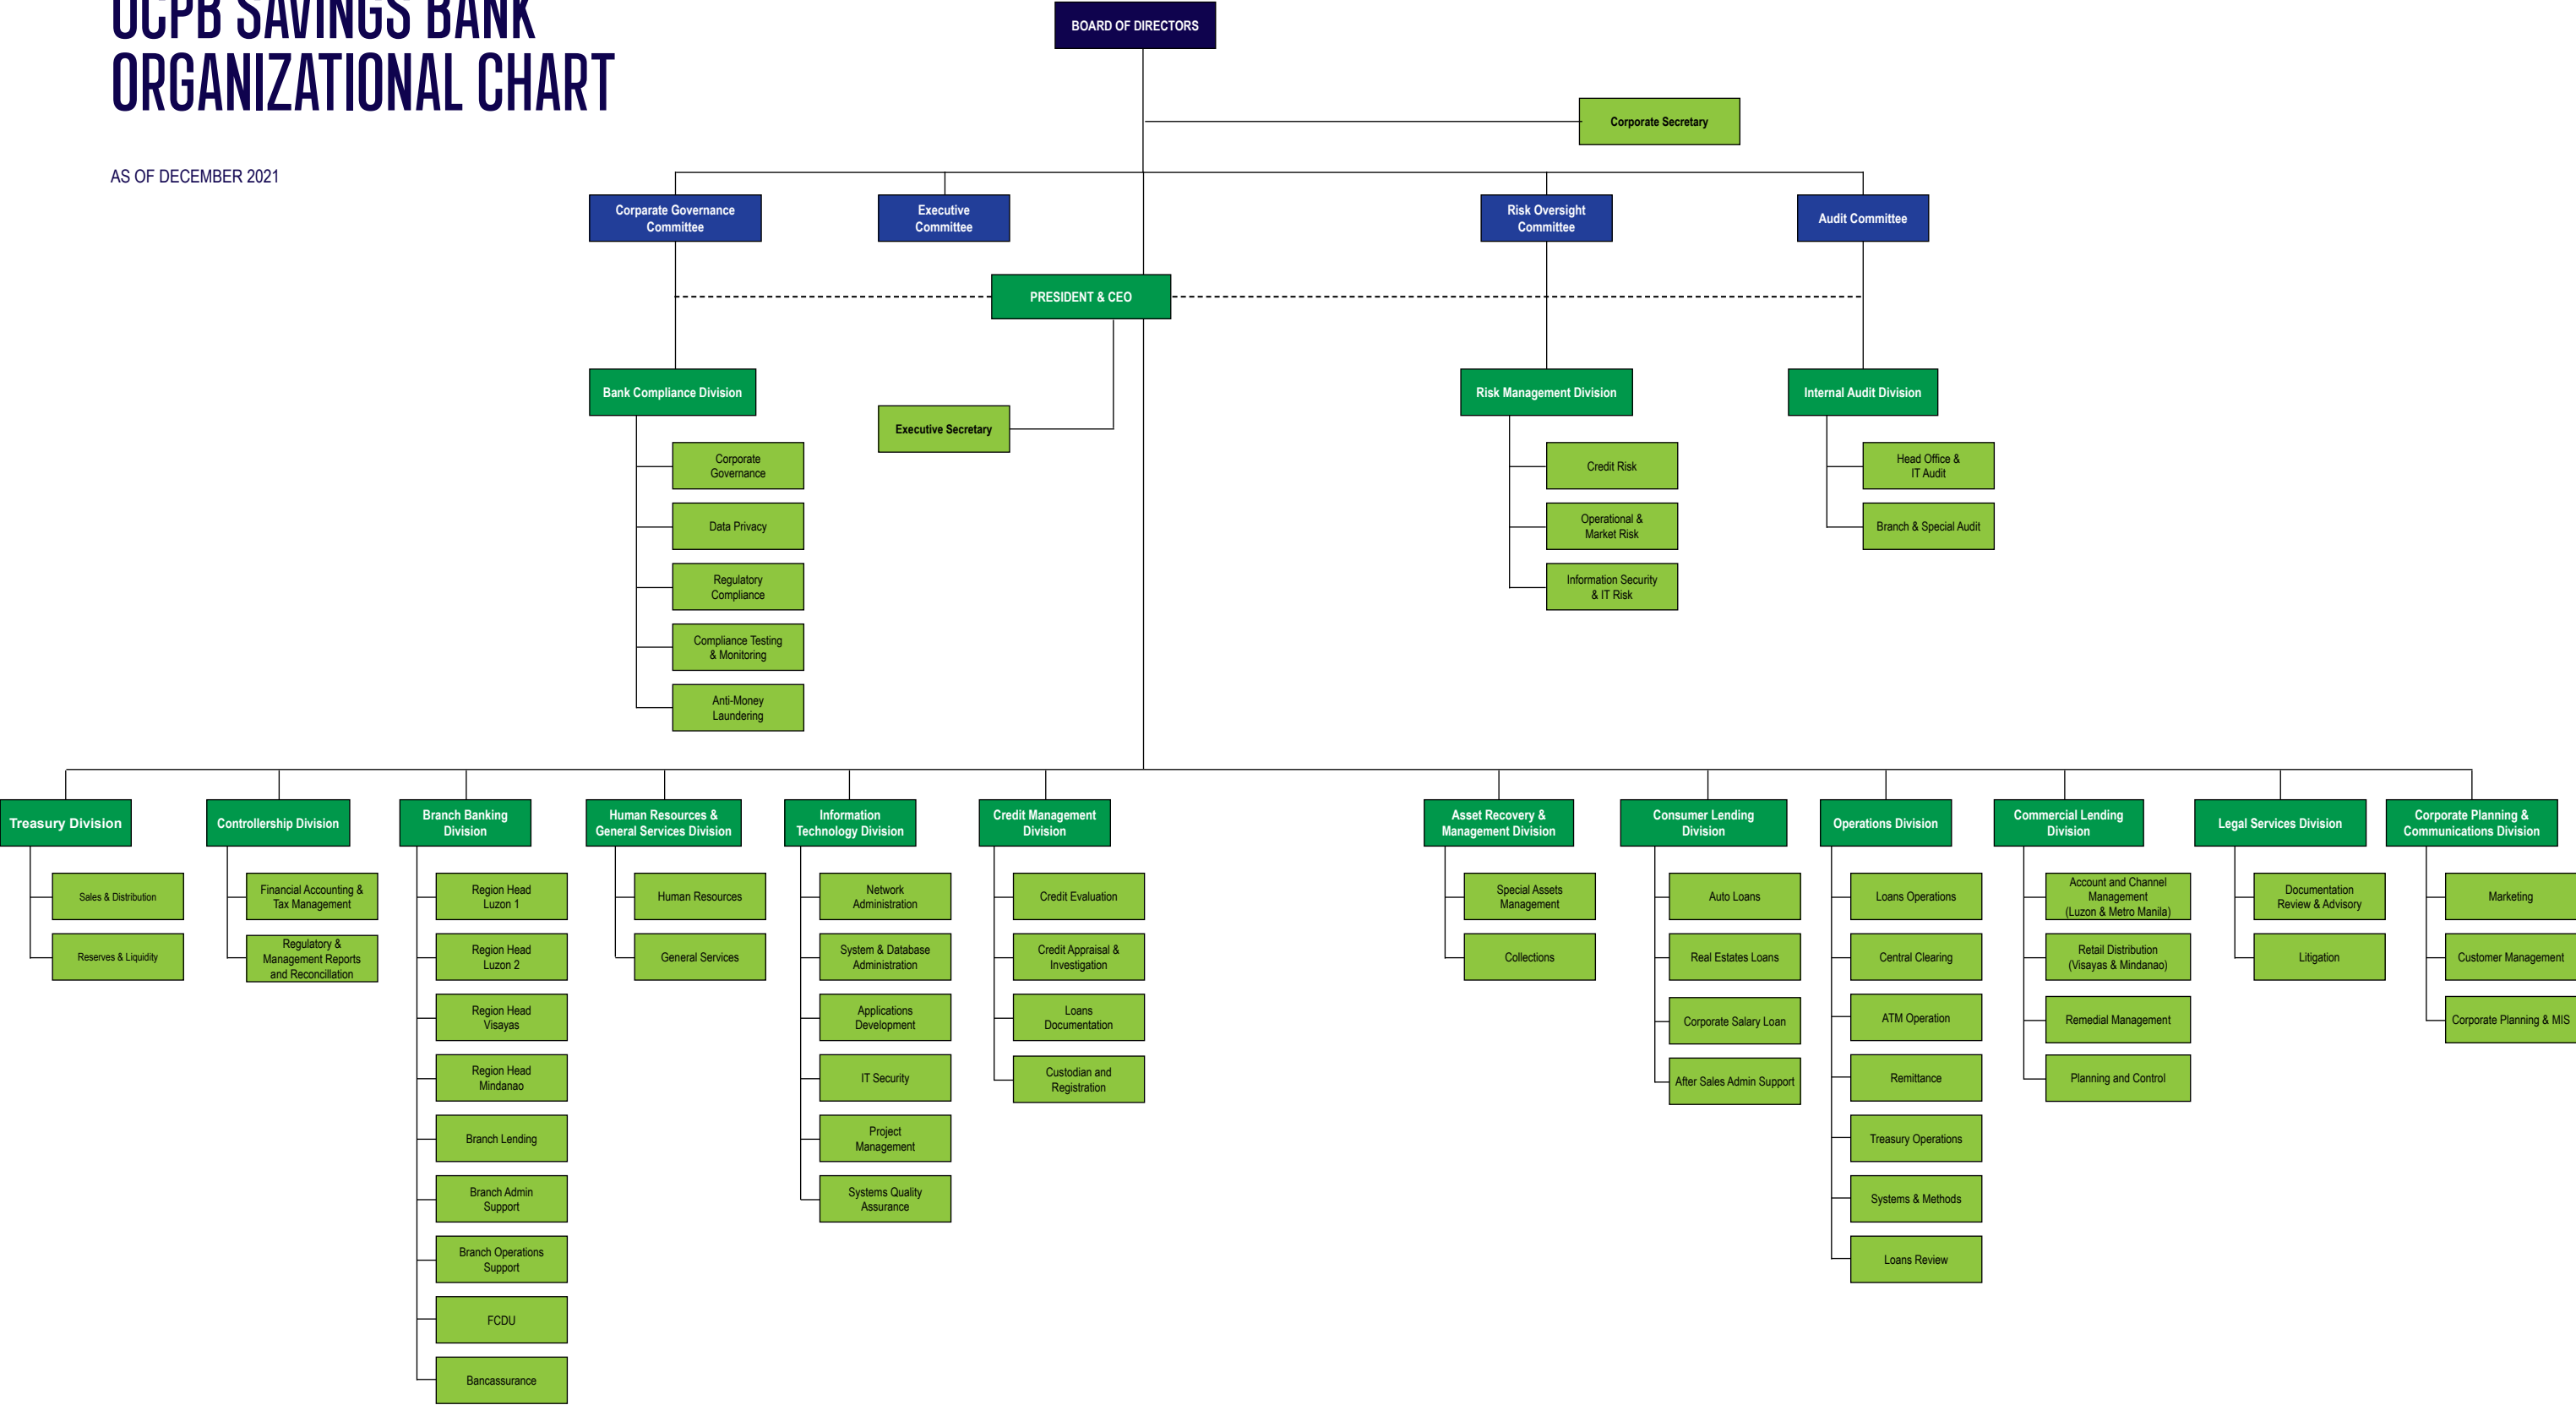 UCPB SAVINGS BANK
ORGANIZATIONAL CHART
AS OF DECEMBER 2021
BOARD OF DIRECTORS
Corporate Secretary
Corparate Governance
Committee
Executive
Committee
Risk Oversight
Committee
Audit Committee
PRESIDENT & CEO
Bank Compliance Division
Executive Secretary
Risk Management Division
Internal Audit Division
Corporate
Governance
Data Privacy
Regulatory
Compliance
Compliance Testing
& Monitoring
Anti-Money
Laundering
Credit Risk
Operational &
Market Risk
Information Security
& IT Risk
Head Office &
IT Audit
Branch & Special Audit
Treasury Division
Sales & Distribution
Reserves & Liquidity
Controllership Division
Financial Accounting &
Tax Management
Regulatory &
Management Reports
and Reconcillation
Branch Banking
Division
Region Head
Luzon 1
Region Head
Luzon 2
Region Head
Visayas
Region Head
Mindanao
Branch Lending
Branch Admin
Support
Branch Operations
Support
FCDU
Bancassurance
Human Resources &
General Services Division
Human Resources
General Services
Information
Technology Division
Network
Administration
System & Database
Administration
Applications
Development
IT Security
Project
Management
Systems Quality
Assurance
Credit Management
Division
Credit Evaluation
Credit Appraisal &
Investigation
Loans
Documentation
Custodian and
Registration
Asset Recovery &
Management Division
Special Assets
Management
Collections
Consumer Lending
Division
Auto Loans
Real Estates Loans
Corporate Salary Loan
After Sales Admin Support
Operations Division
Loans Operations
Central Clearing
ATM Operation
Remittance
Treasury Operations
Systems & Methods
Loans Review
Commercial Lending
Division
Account and Channel
Management
(Luzon & Metro Manila)
Retail Distribution
(Visayas & Mindanao)
Remedial Management
Planning and Control
Legal Services Division
Documentation
Review & Advisory
Litigation
Corporate Planning &
Communications Division
Marketing
Customer Management
Corporate Planning & MIS